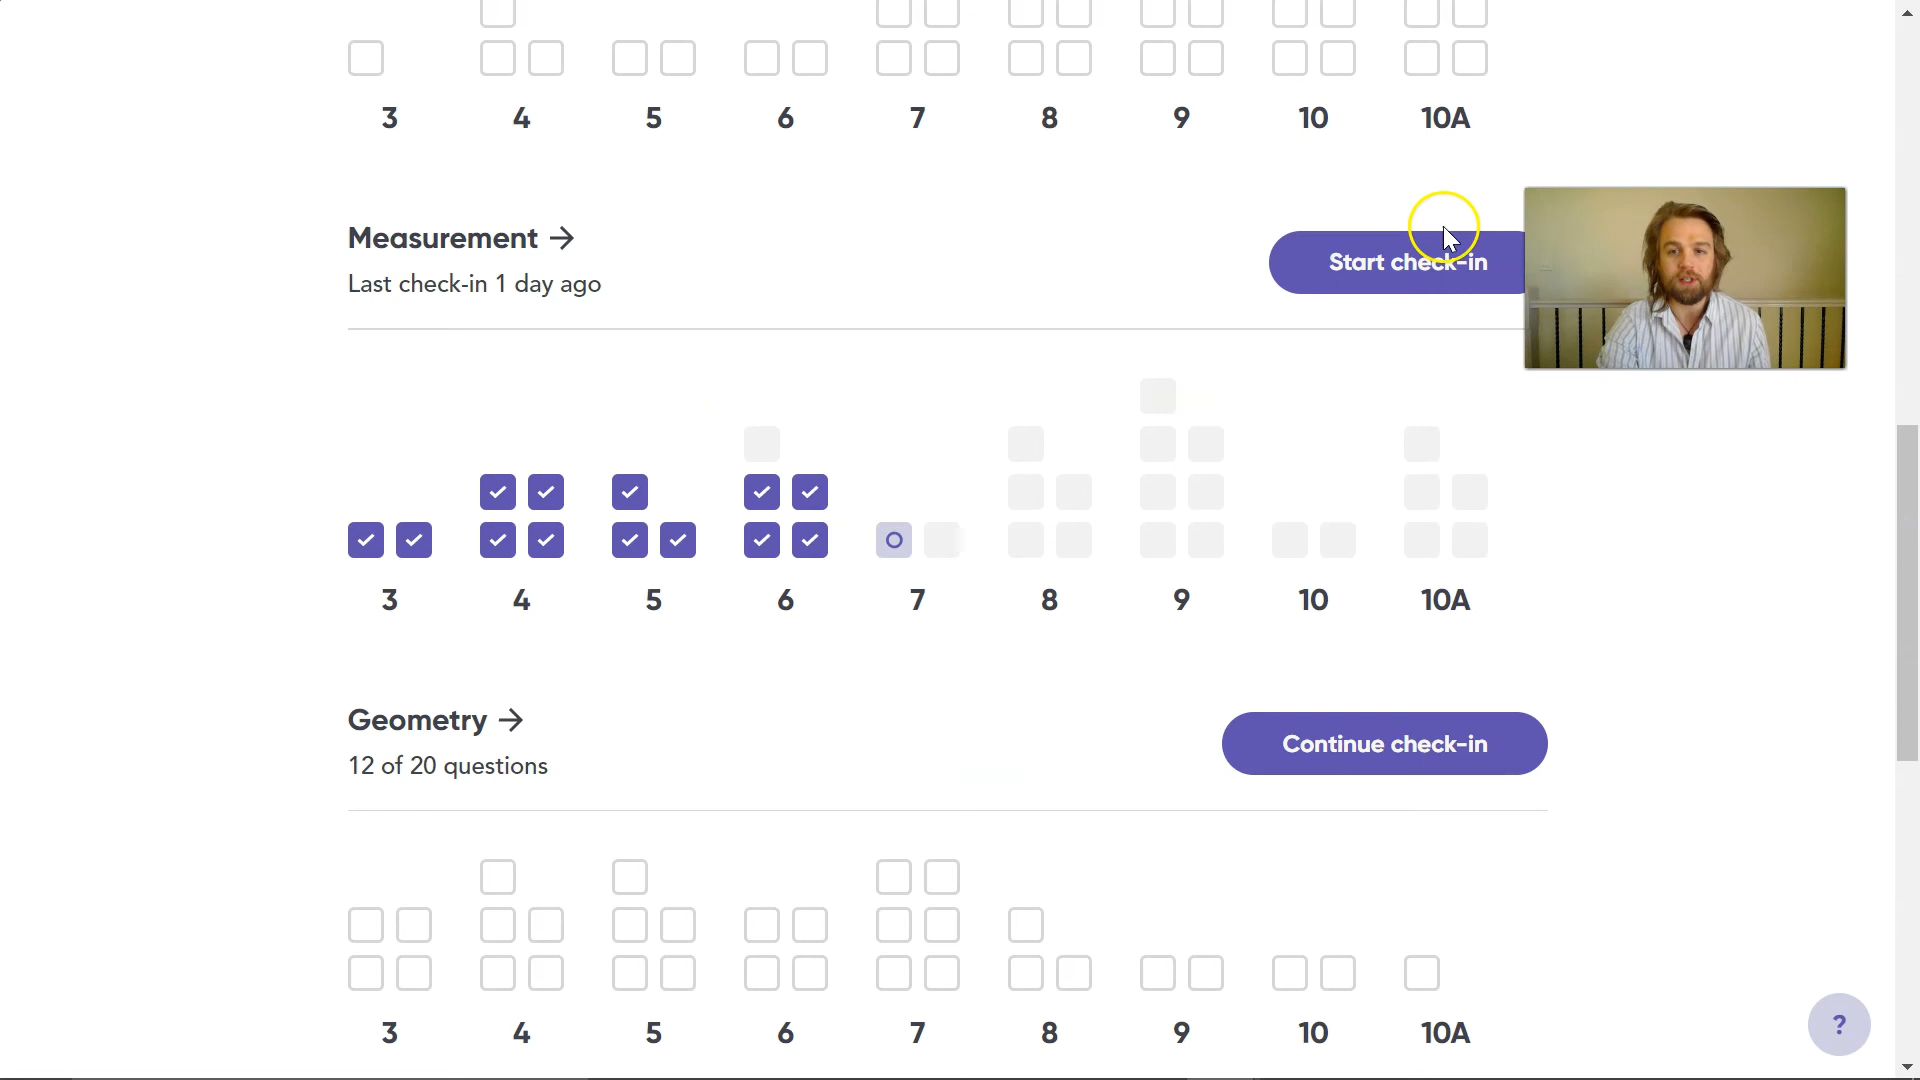 3 4 5 6 7 8 9 10 10A
Measurement →
Last check-in 1 day ago
Start check-in
3 4 5 6 7 8 9 10 10A
Geometry →
12 of 20 questions
Continue check-in
3 4 5 6 7 8 9 10 10A
?